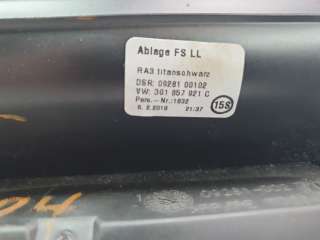 Ablage FS LL
RA3 titanschwarz
DSR: 09281 00102
VW: 3G1 857 921 C
Pers.-Nr.:1632
6. 2.2018 21:37
15S